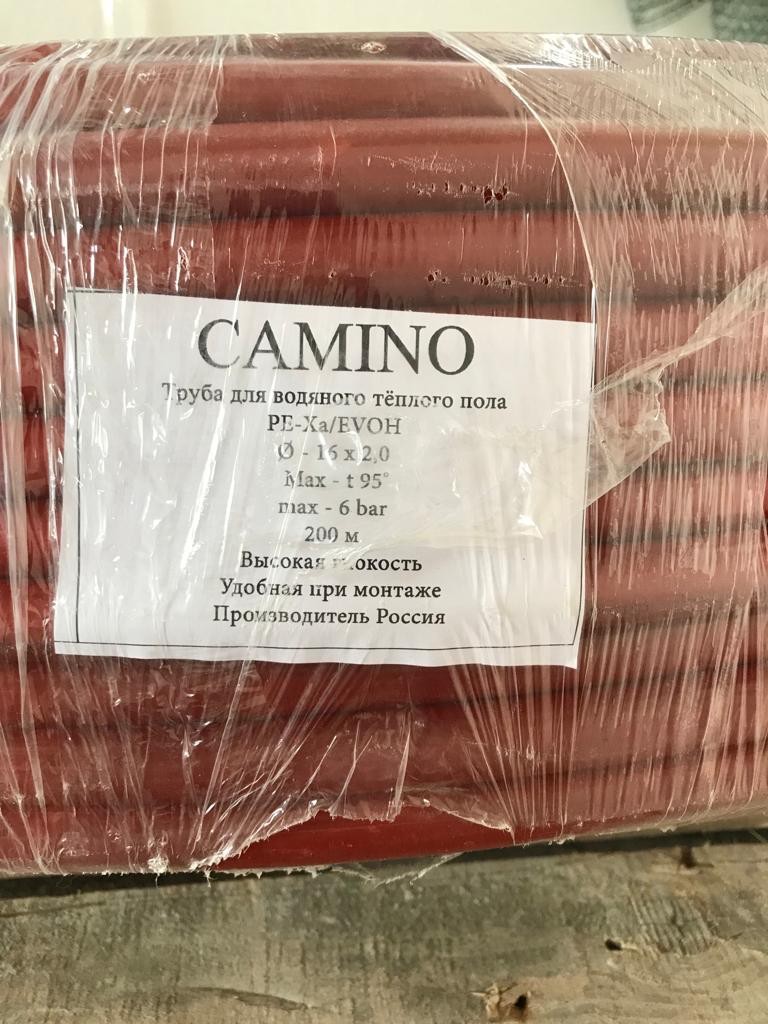 CAMINO
Труба для водяного тёплого пола
PE-Xa/EVOH
Ø - 16 x 2,0
Max - t 95°
max - 6 bar
200 м
Высокая гибкость
Удобная при монтаже
Производитель Россия